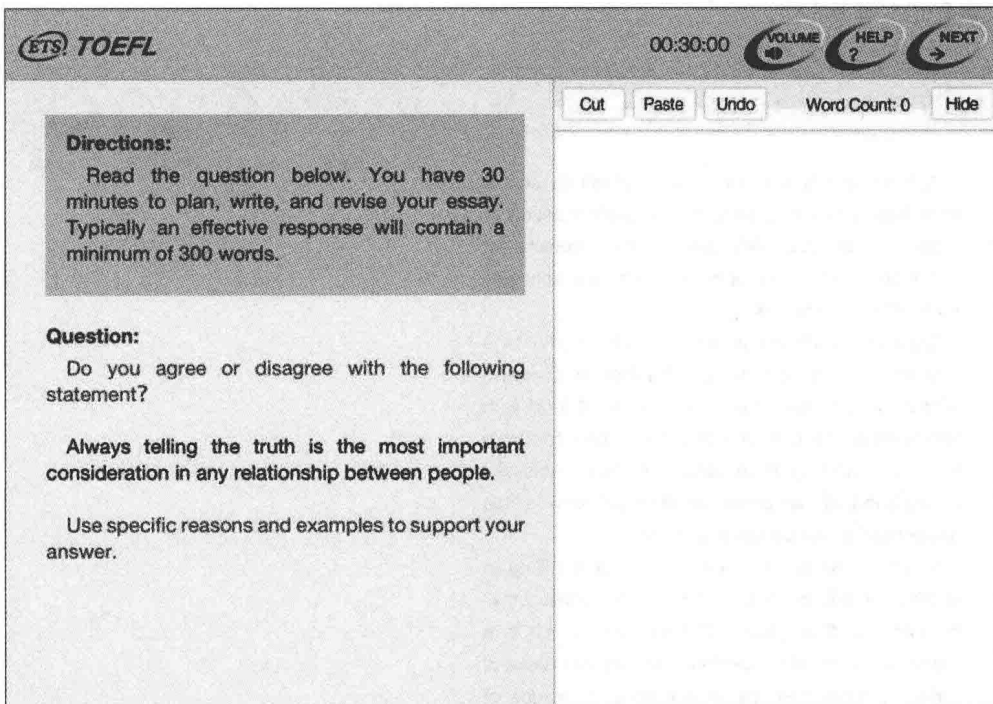 ETS TOEFL 00:30:00 VOLUME HELP ? NEXT
Cut Paste Undo Word Count: 0 Hide
Directions:
Read the question below. You have 30
minutes to plan, write, and revise your essay.
Typically an effective response will contain a
minimum of 300 words.
Question:
Do you agree or disagree with the following
statement?
Always telling the truth is the most important
consideration in any relationship between people.
Use specific reasons and examples to support your
answer.